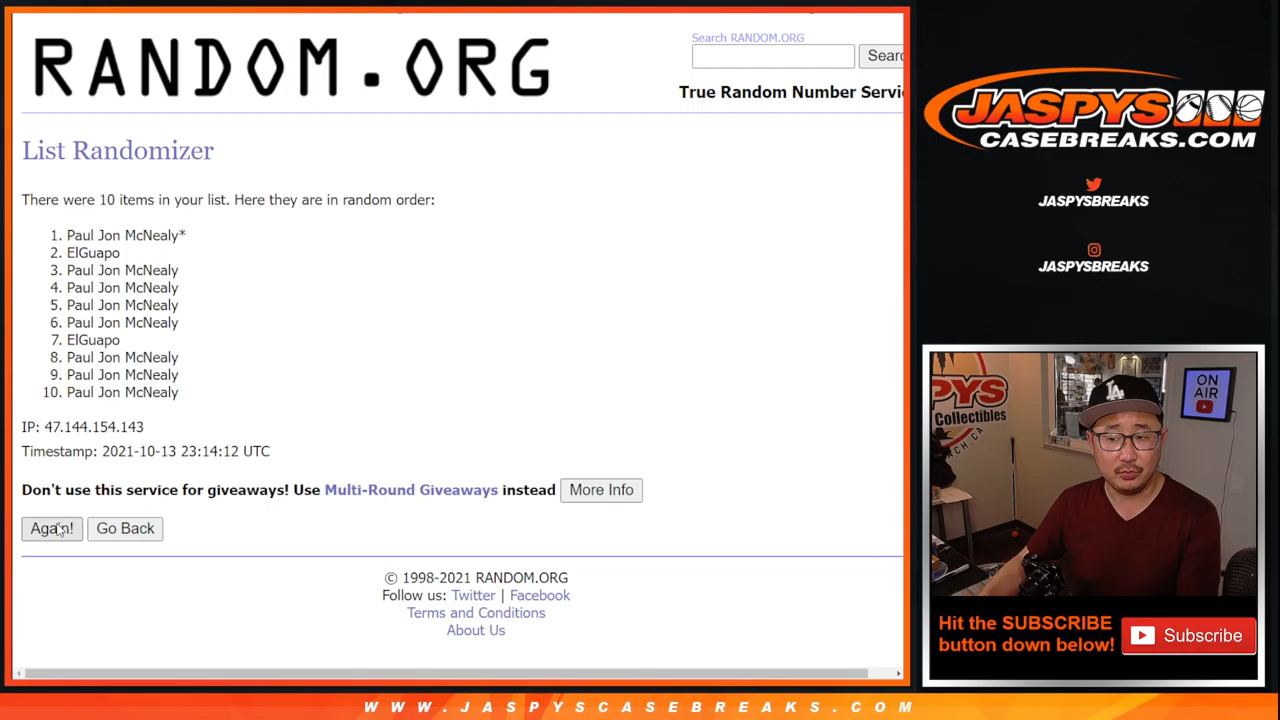 RANDOM.ORG
Search RANDOM.ORG
Searc
True Random Number Servic
List Randomizer
There were 10 items in your list. Here they are in random order:
1. Paul Jon McNealy*
2. ElGuapo
3. Paul Jon McNealy
4. Paul Jon McNealy
5. Paul Jon McNealy
6. Paul Jon McNealy
7. ElGuapo
8. Paul Jon McNealy
9. Paul Jon McNealy
10. Paul Jon McNealy
IP: 47.144.154.143
Timestamp: 2021-10-13 23:14:12 UTC
Don't use this service for giveaways! Use Multi-Round Giveaways instead More Info
Again! Go Back
© 1998-2021 RANDOM.ORG
Follow us: Twitter | Facebook
Terms and Conditions
About Us
JASPYS
CASEBREAKS.COM
JASPYSBREAKS
JASPYSBREAKS
PYS
Collectibles
ACH, CA
LA
ON
AIR
Hit the SUBSCRIBE
button down below!
Subscribe
WWW.JASPYSCASEBREAKS.COM